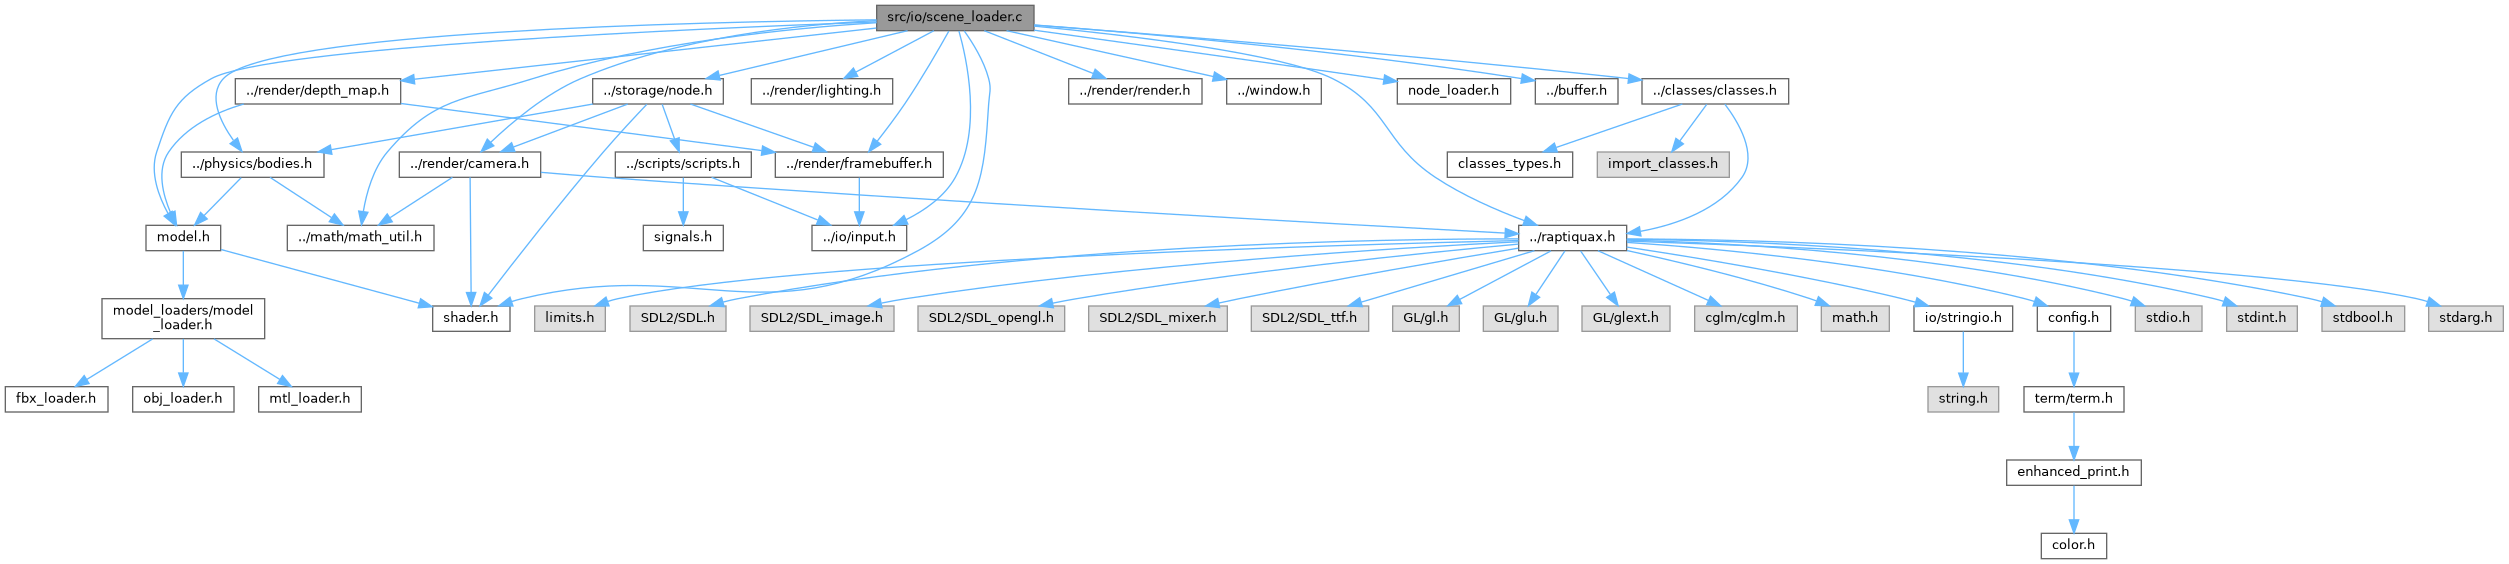 src/io/scene_loader.c
../render/depth_map.h
../storage/node.h
../render/lighting.h
../render/render.h
../window.h
node_loader.h
../buffer.h
../classes/classes.h
../physics/bodies.h
../render/camera.h
../scripts/scripts.h
../render/framebuffer.h
classes_types.h
import_classes.h
model.h
../math/math_util.h
signals.h
../io/input.h
../raptiquax.h
model_loaders/model
_loader.h
shader.h
limits.h
SDL2/SDL.h
SDL2/SDL_image.h
SDL2/SDL_opengl.h
SDL2/SDL_mixer.h
SDL2/SDL_ttf.h
GL/gl.h
GL/glu.h
GL/glext.h
cglm/cglm.h
math.h
io/stringio.h
config.h
stdio.h
stdint.h
stdbool.h
stdarg.h
fbx_loader.h
obj_loader.h
mtl_loader.h
string.h
term/term.h
enhanced_print.h
color.h